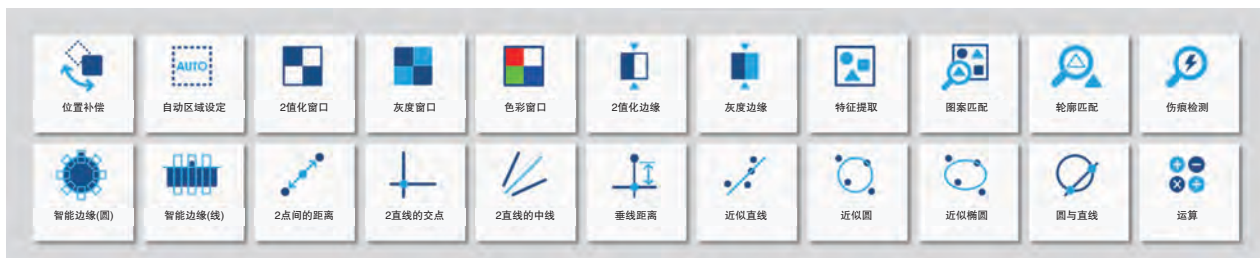 AUTO
位置补偿
自动区域设定
2值化窗口
灰度窗口
色彩窗口
2值化边缘
灰度边缘
特征提取
图案匹配
轮廓匹配
伤痕检测
智能边缘(圆)
智能边缘(线)
2点间的距离
2直线的交点
2直线的中线
垂线距离
近似直线
近似圆
近似椭圆
圆与直线
运算